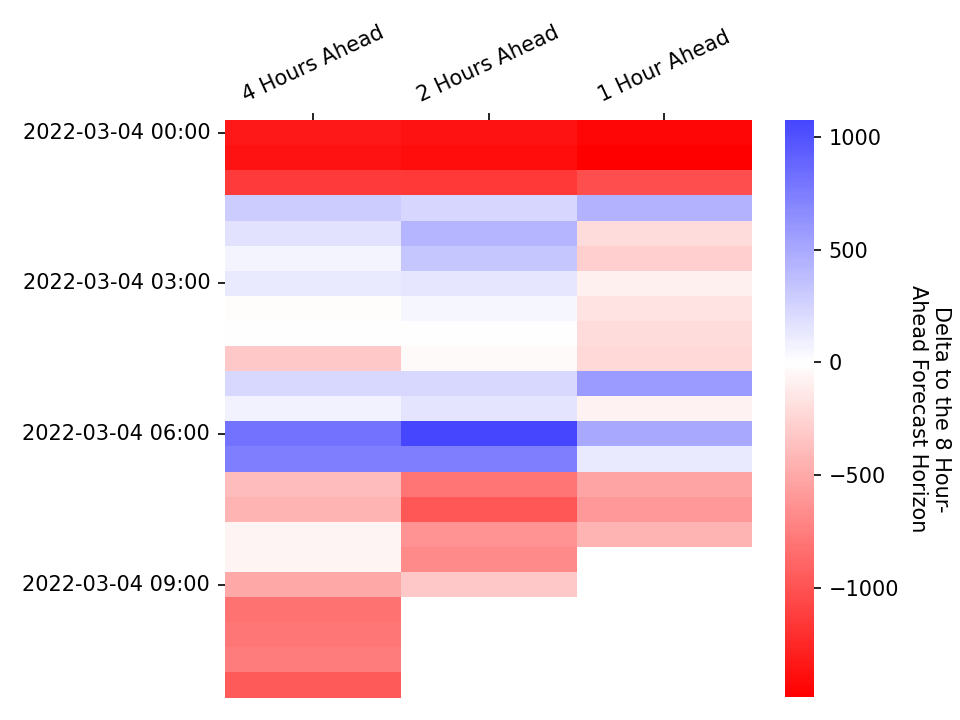 4 Hours Ahead
2 Hours Ahead
1 Hour Ahead
2022-03-04 00:00
2022-03-04 03:00
2022-03-04 06:00
2022-03-04 09:00
1000
500
0
−500
−1000
Delta to the 8 Hour-
Ahead Forecast Horizon